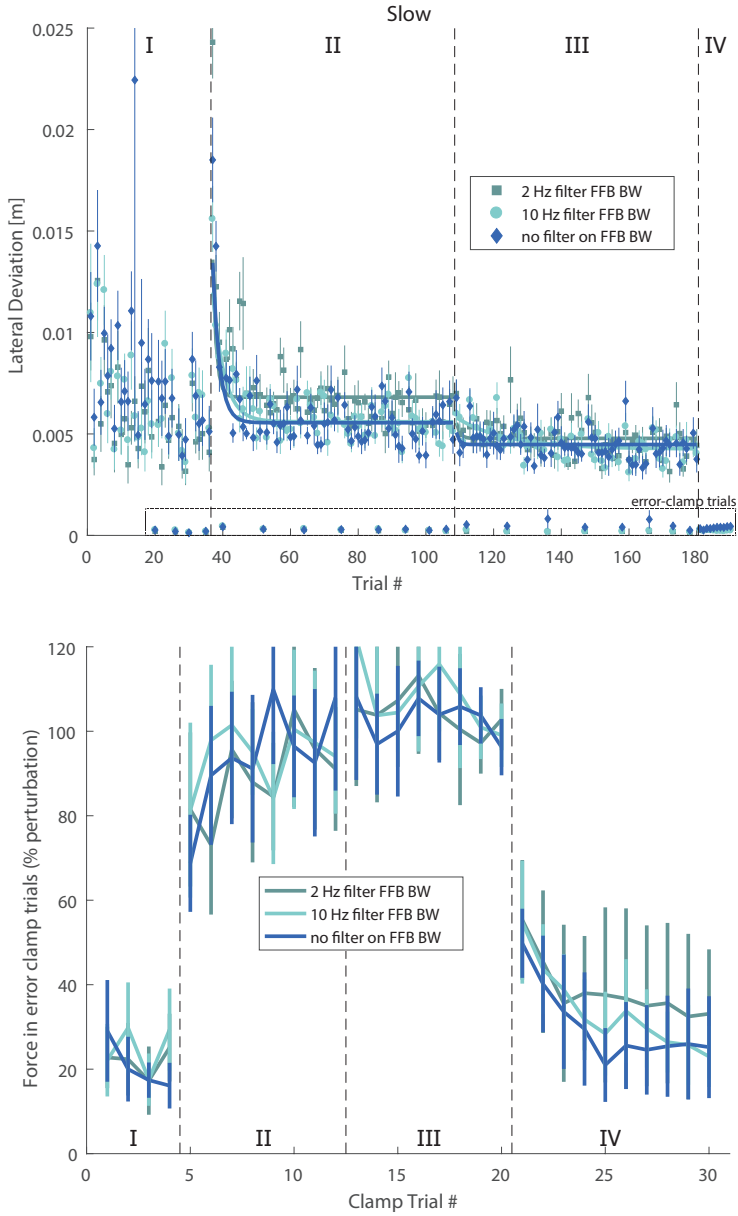 Slow
I II III IV
0.025
0.02
0.015
0.01
0.005
0
Lateral Deviation [m]
2 Hz filter FFB BW
10 Hz filter FFB BW
no filter on FFB BW
error-clamp trials
0 20 40 60 80 100 120 140 160 180
Trial #
120
100
80
60
40
20
0
Force in error clamp trials (% perturbation)
2 Hz filter FFB BW
10 Hz filter FFB BW
no filter on FFB BW
I II III IV
0 5 10 15 20 25 30
Clamp Trial #